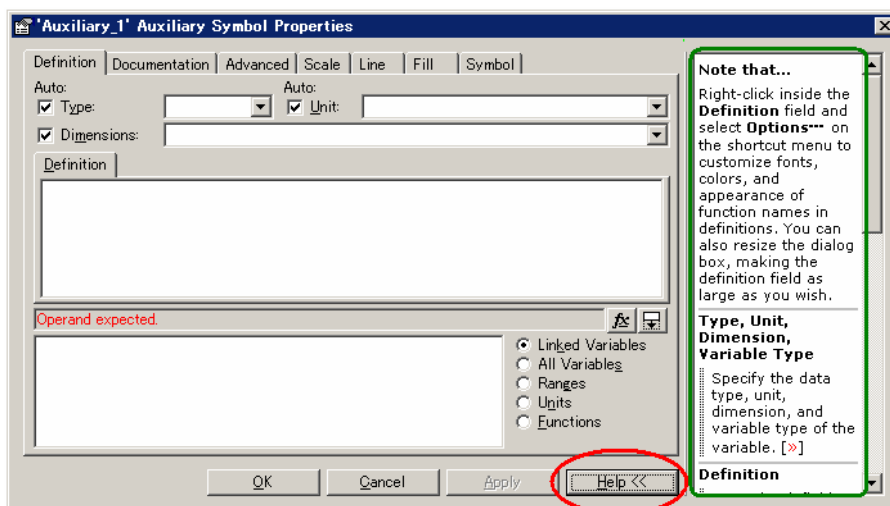 'Auxiliary_1' Auxiliary Symbol Properties
Definition Documentation Advanced Scale Line Fill Symbol
Auto: Auto:
Type: Unit:
Dimensions:
Definition
Operand expected.
fx
Linked Variables
All Variables
Ranges
Units
Functions
OK Cancel Apply Help <<
Note that...
Right-click inside the
Definition field and
select Options··· on
the shortcut menu to
customize fonts,
colors, and
appearance of
function names in
definitions. You can
also resize the dialog
box, making the
definition field as
large as you wish.
Type, Unit,
Dimension,
Variable Type
Specify the data
type, unit,
dimension, and
variable type of the
variable. [»]
Definition